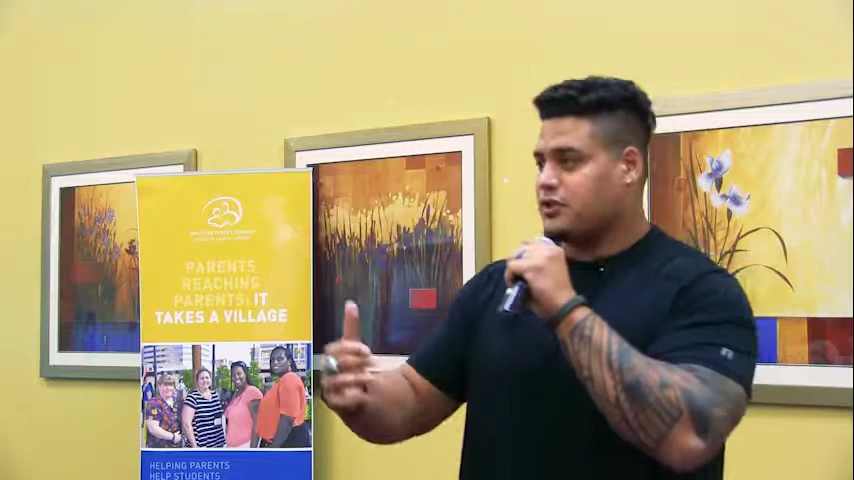 PARENTS
REACHING
PARENTS: IT
TAKES A VILLAGE
HELPING PARENTS
HELP STUDENTS